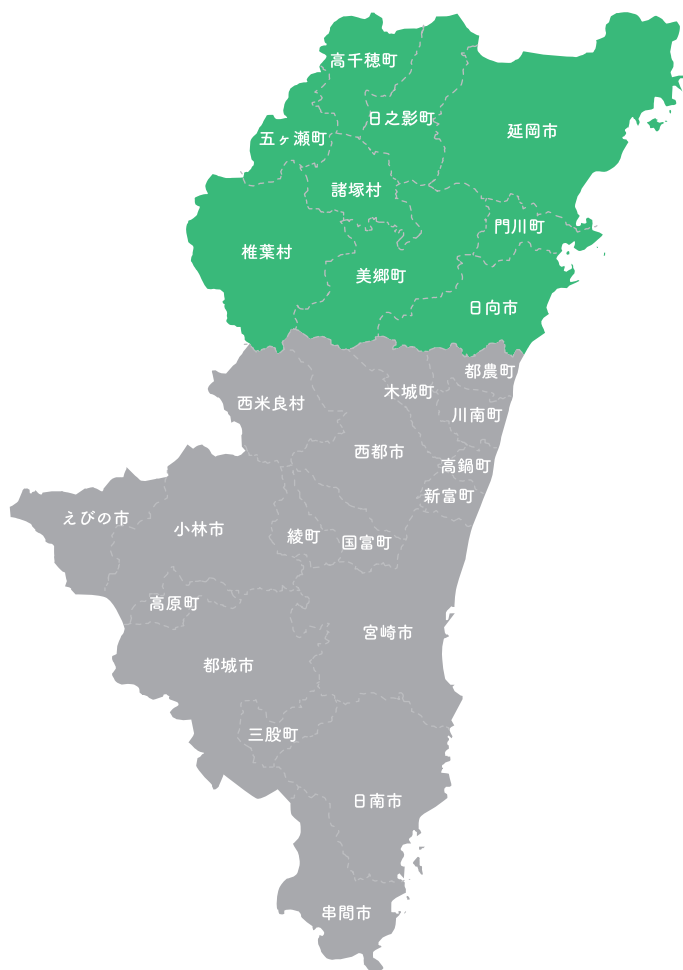 高千穂町
日之影町
延岡市
五ヶ瀬町
諸塚村
門川町
椎葉村
美郷町
日向市
都農町
木城町
西米良村
川南町
西都市
高鍋町
新富町
えびの市
小林市
綾町
国富町
高原町
宮崎市
都城市
三股町
日南市
串間市